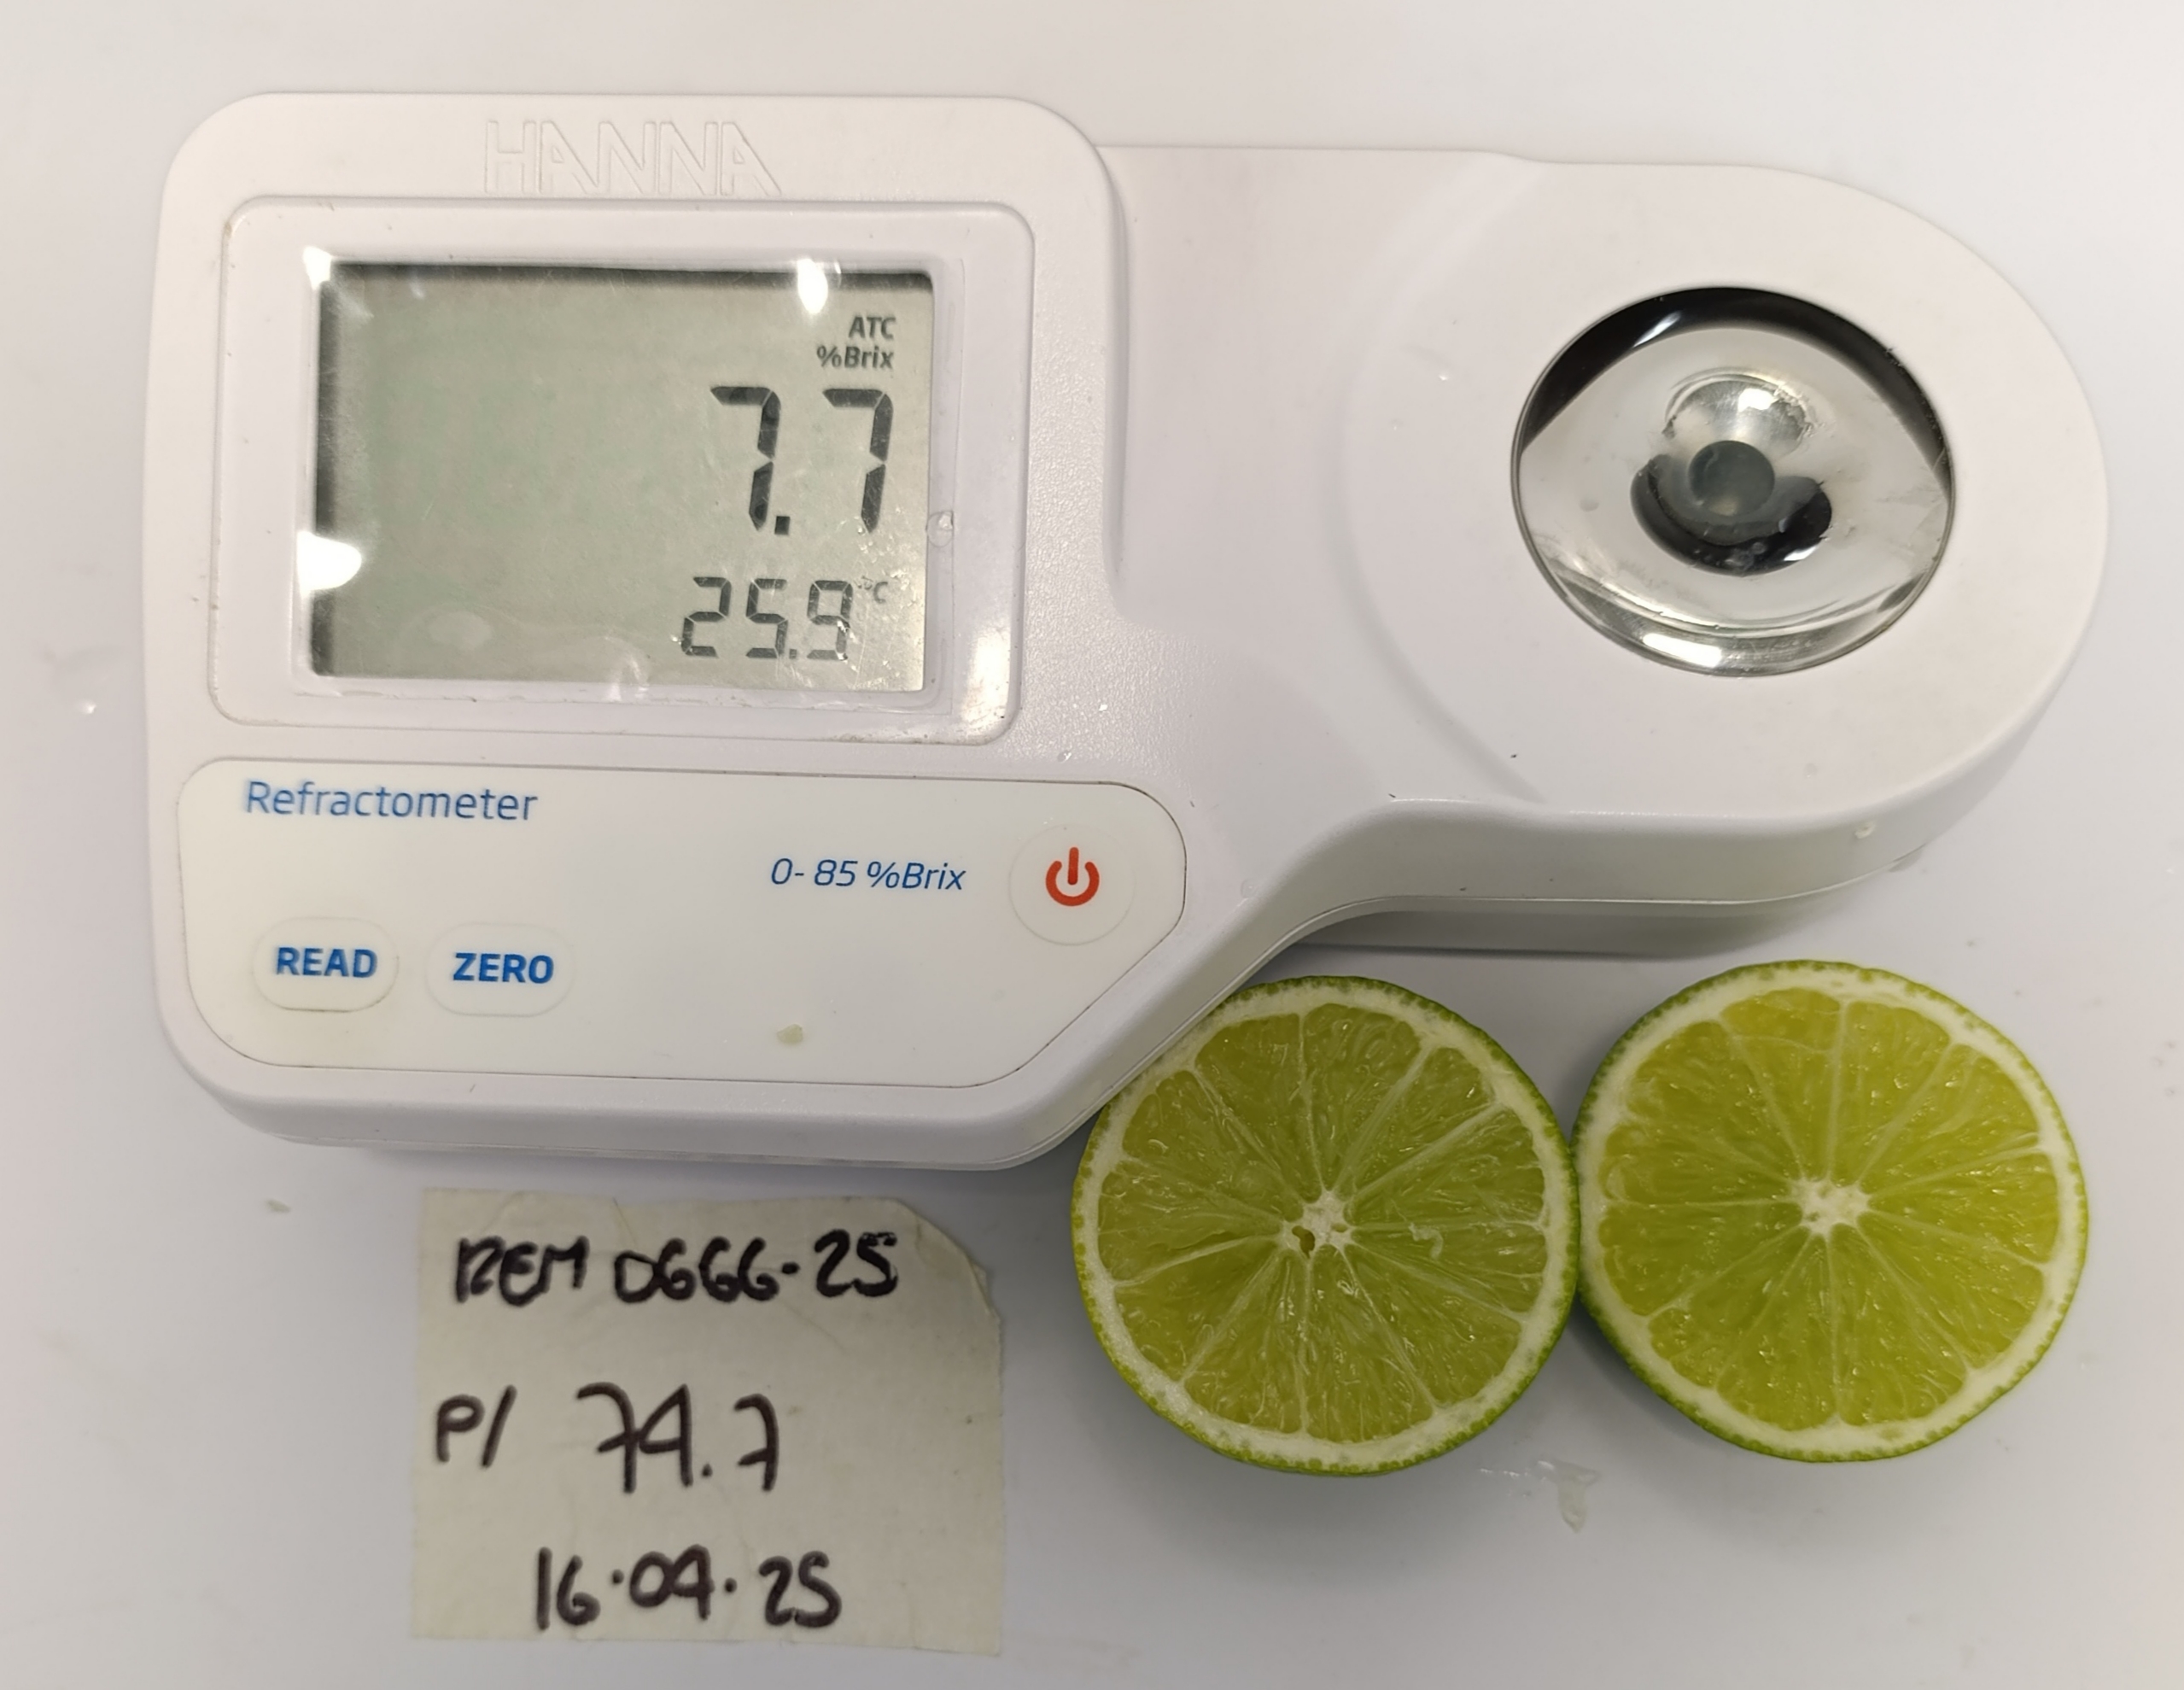 HANNA
ATC
%Brix
7.7
25.9 °C
Refractometer
0-85 %Brix
READ
ZERO
REM 0666-25
P/ 74.7
16.04.25